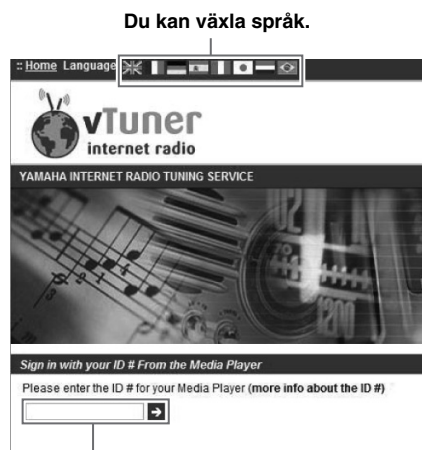 Du kan växla språk.
:: Home Language
vTuner
internet radio
YAMAHA INTERNET RADIO TUNING SERVICE
Sign in with your ID # From the Media Player
Please enter the ID # for your Media Player (more info about the ID #)